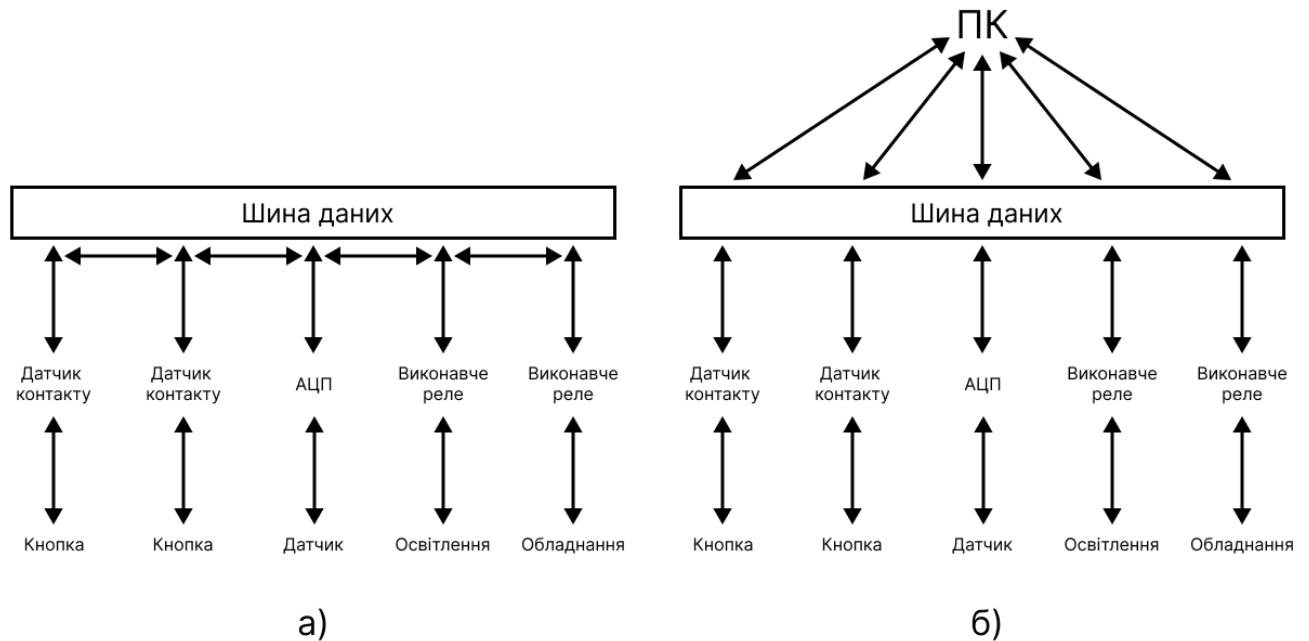 ПК
Шина даних
Шина даних
Датчик
контакту
Датчик
контакту
АЦП
Виконавче
реле
Виконавче
реле
Датчик
контакту
Датчик
контакту
АЦП
Виконавче
реле
Виконавче
реле
Кнопка
Кнопка
Датчик
Освітлення
Обладнання
Кнопка
Кнопка
Датчик
Освітлення
Обладнання
а)
б)